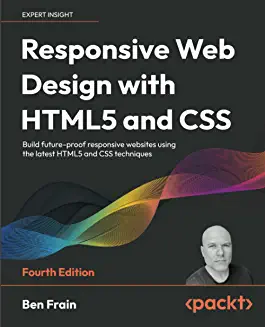 EXPERT INSIGHT
Responsive Web
Design with
HTML5 and CSS
Build future-proof responsive websites using
the latest HTML5 and CSS techniques
Fourth Edition
Ben Frain
<packt>